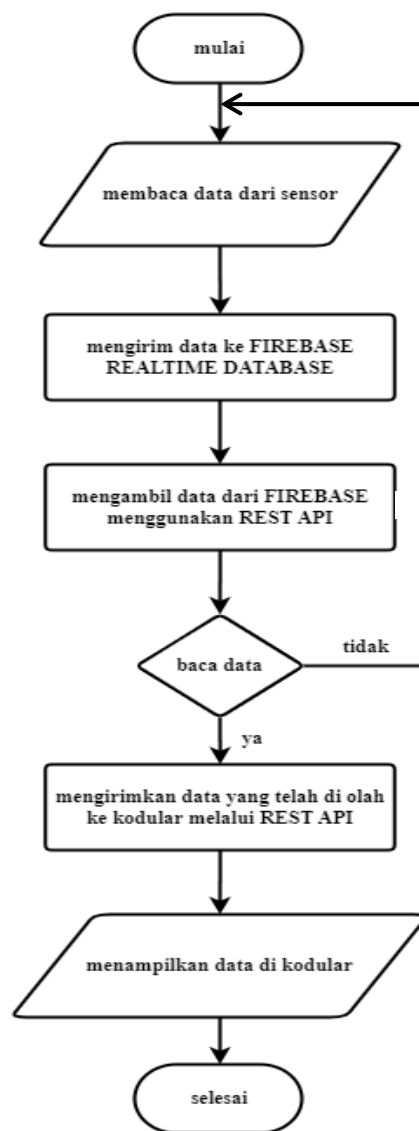 mulai
membaca data dari sensor
mengirim data ke FIREBASE
REALTIME DATABASE
mengambil data dari FIREBASE
menggunakan REST API
baca data
tidak
ya
mengirimkan data yang telah di olah
ke kodular melalui REST API
menampilkan data di kodular
selesai